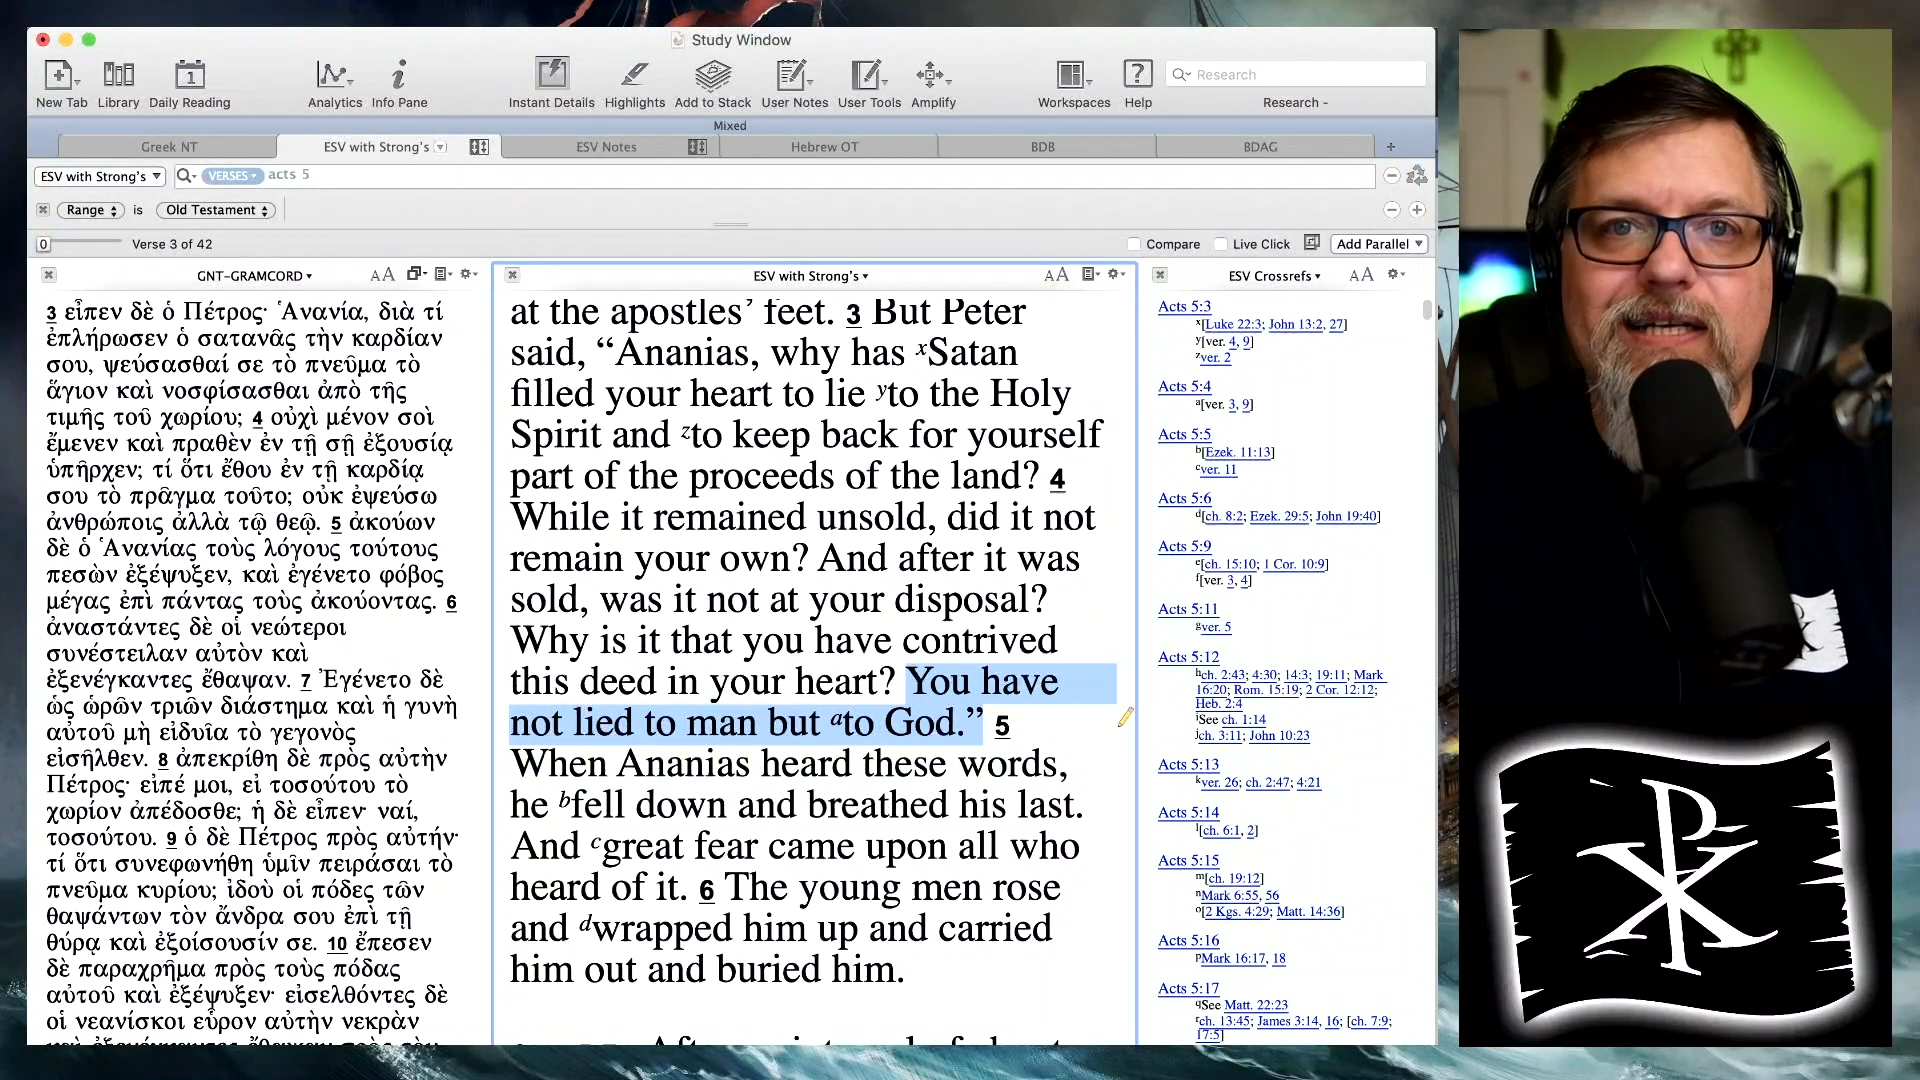 Study Window
New Tab Library Daily Reading Analytics Info Pane Instant Details Highlights Add to Stack User Notes User Tools Amplify Workspaces Help Research
Research -
Mixed
Greek NT ESV with Strong's ESV Notes Hebrew OT BDB BDAG +
ESV with Strong's VERSES acts 5
Range is Old Testament
0 Verse 3 of 42 Compare Live Click Add Parallel
GNT-GRAMCORD AA
3 εἶπεν δὲ ὁ Πέτρος· Ἁνανία, διὰ τί
ἐπλήρωσεν ὁ σατανᾶς τὴν καρδίαν
σου, ψεύσασθαί σε τὸ πνεῦμα τὸ
ἅγιον καὶ νοσφίσασθαι ἀπὸ τῆς
τιμῆς τοῦ χωρίου; 4 οὐχὶ μένον σοὶ
ἔμενεν καὶ πραθὲν ἐν τῇ σῇ ἐξουσίᾳ
ὑπῆρχεν; τί ὅτι ἔθου ἐν τῇ καρδίᾳ
σου τὸ πρᾶγμα τοῦτο; οὐκ ἐψεύσω
ἀνθρώποις ἀλλὰ τῷ θεῷ. 5 ἀκούων
δὲ ὁ Ἁνανίας τοὺς λόγους τούτους
πεσὼν ἐξέψυξεν, καὶ ἐγένετο φόβος
μέγας ἐπὶ πάντας τοὺς ἀκούοντας. 6
ἀναστάντες δὲ οἱ νεώτεροι
συνέστειλαν αὐτὸν καὶ
ἐξενέγκαντες ἔθαψαν. 7 Ἐγένετο δὲ
ὡς ὡρῶν τριῶν διάστημα καὶ ἡ γυνὴ
αὐτοῦ μὴ εἰδυῖα τὸ γεγονὸς
εἰσῆλθεν. 8 ἀπεκρίθη δὲ πρὸς αὐτὴν
Πέτρος· εἰπέ μοι, εἰ τοσούτου τὸ
χωρίον ἀπέδοσθε; ἡ δὲ εἶπεν· ναί,
τοσούτου. 9 ὁ δὲ Πέτρος πρὸς αὐτήν·
τί ὅτι συνεφωνήθη ὑμῖν πειράσαι τὸ
πνεῦμα κυρίου; ἰδοὺ οἱ πόδες τῶν
θαψάντων τὸν ἄνδρα σου ἐπὶ τῇ
θύρᾳ καὶ ἐξοίσουσίν σε. 10 ἔπεσεν
δὲ παραχρῆμα πρὸς τοὺς πόδας
αὐτοῦ καὶ ἐξέψυξεν· εἰσελθόντες δὲ
οἱ νεανίσκοι εὗρον αὐτὴν νεκρὰν
ESV with Strong's AA
at the apostles’ feet. 3 But Peter
said, “Ananias, why has xSatan
filled your heart to lie yto the Holy
Spirit and zto keep back for yourself
part of the proceeds of the land? 4
While it remained unsold, did it not
remain your own? And after it was
sold, was it not at your disposal?
Why is it that you have contrived
this deed in your heart? You have
not lied to man but ato God.” 5
When Ananias heard these words,
he bfell down and breathed his last.
And cgreat fear came upon all who
heard of it. 6 The young men rose
and dwrapped him up and carried
him out and buried him.
ESV Crossrefs AA
Acts 5:3
x[Luke 22:3; John 13:2, 27]
y[ver. 4, 9]
zver. 2
Acts 5:4
a[ver. 3, 9]
Acts 5:5
b[Ezek. 11:13]
cver. 11
Acts 5:6
d[ch. 8:2; Ezek. 29:5; John 19:40]
Acts 5:9
e[ch. 15:10; 1 Cor. 10:9]
f[ver. 3, 4]
Acts 5:11
gver. 5
Acts 5:12
hch. 2:43; 4:30; 14:3; 19:11; Mark
16:20; Rom. 15:19; 2 Cor. 12:12;
Heb. 2:4
iSee ch. 1:14
jch. 3:11; John 10:23
Acts 5:13
kver. 26; ch. 2:47; 4:21
Acts 5:14
l[ch. 6:1, 2]
Acts 5:15
m[ch. 19:12]
nMark 6:55, 56
o[2 Kgs. 4:29; Matt. 14:36]
Acts 5:16
pMark 16:17, 18
Acts 5:17
qSee Matt. 22:23
rch. 13:45; James 3:14, 16; [ch. 7:9;
17:5]